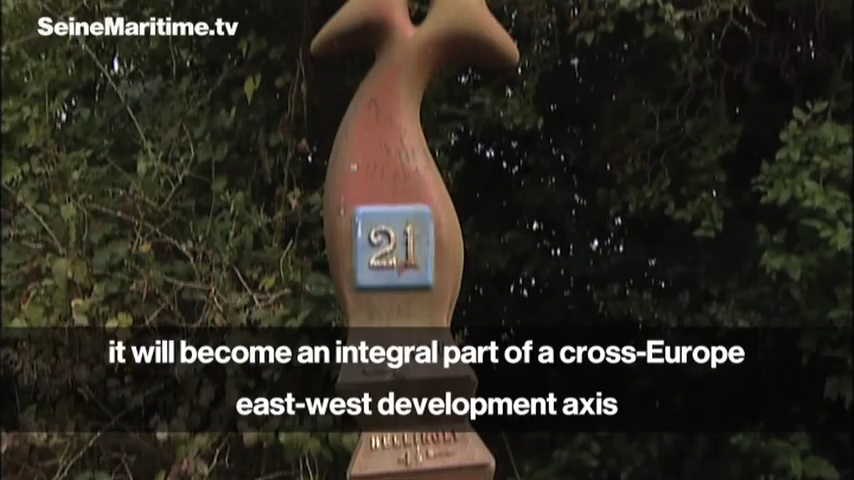 SeineMaritime.tv
21
it will become an integral part of a cross-Europe
east-west development axis